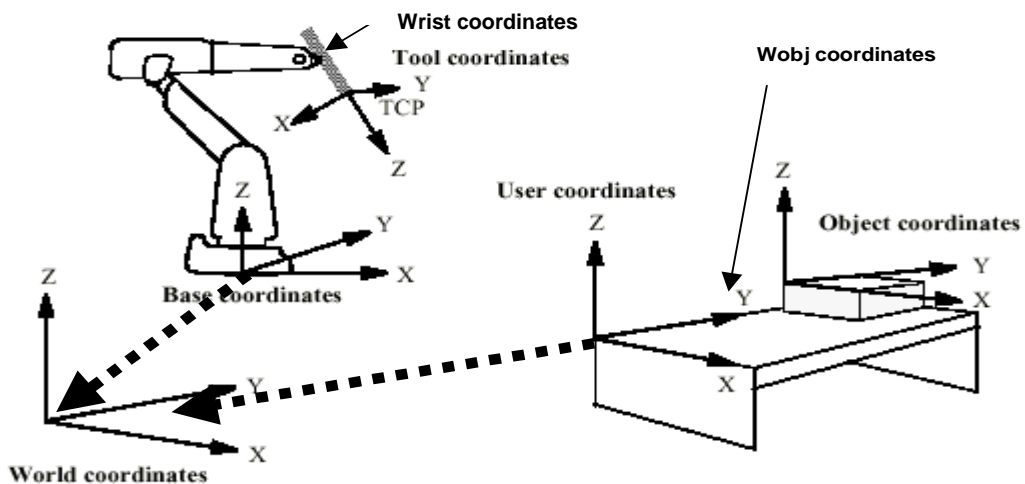 Wrist coordinates
Tool coordinates
Wobj coordinates
Y
TCP
X
Z
Z
User coordinates
Z
Object coordinates
Y
Z
Y
X
Base coordinates
X
Z
Y
Y
X
X
World coordinates